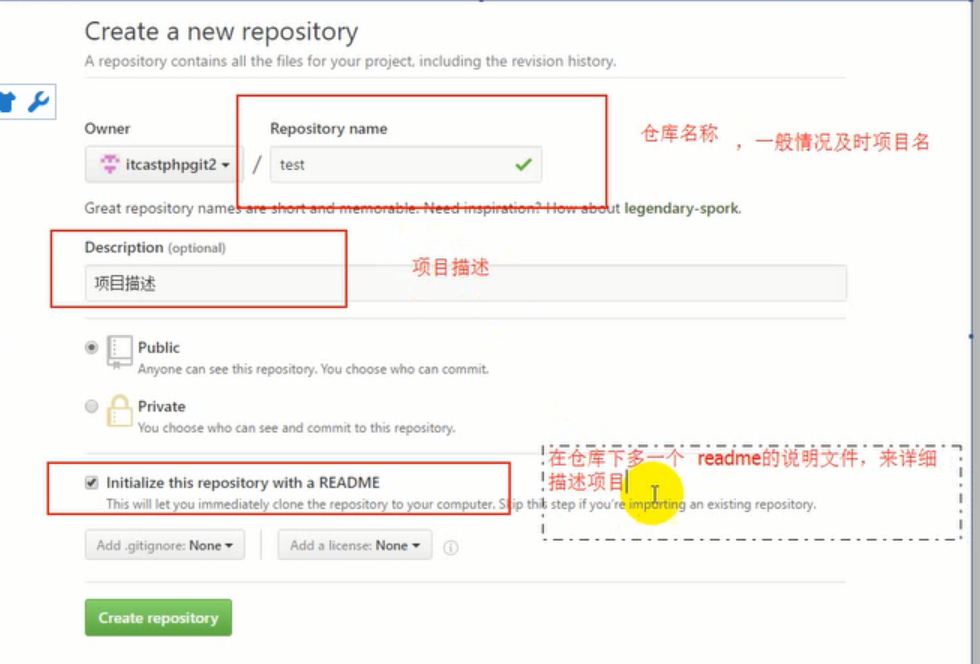 Create a new repository
A repository contains all the files for your project, including the revision history.
Owner
Repository name
itcastphpgit2 / test
仓库名称 ，一般情况及时项目名
Great repository names are short and memorable. Need inspiration? How about legendary-spork.
Description (optional)
项目描述
项目描述
Public
Anyone can see this repository. You choose who can commit.
Private
You choose who can see and commit to this repository.
在仓库下多一个 readme的说明文件，来详细
描述项目
Initialize this repository with a README
This will let you immediately clone the repository to your computer. Skip this step if you're importing an existing repository.
Add .gitignore: None
Add a license: None
Create repository